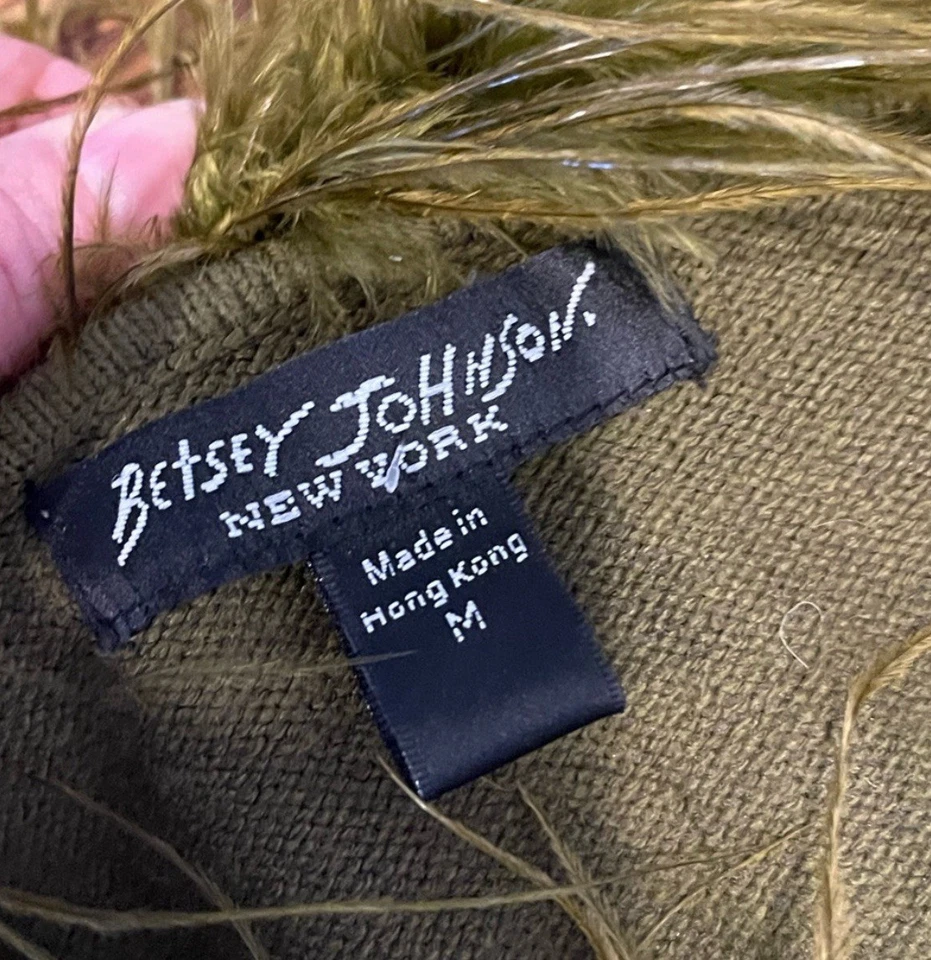 BETSEY JOHNSON.
NEW YORK
Made in
Hong Kong
M